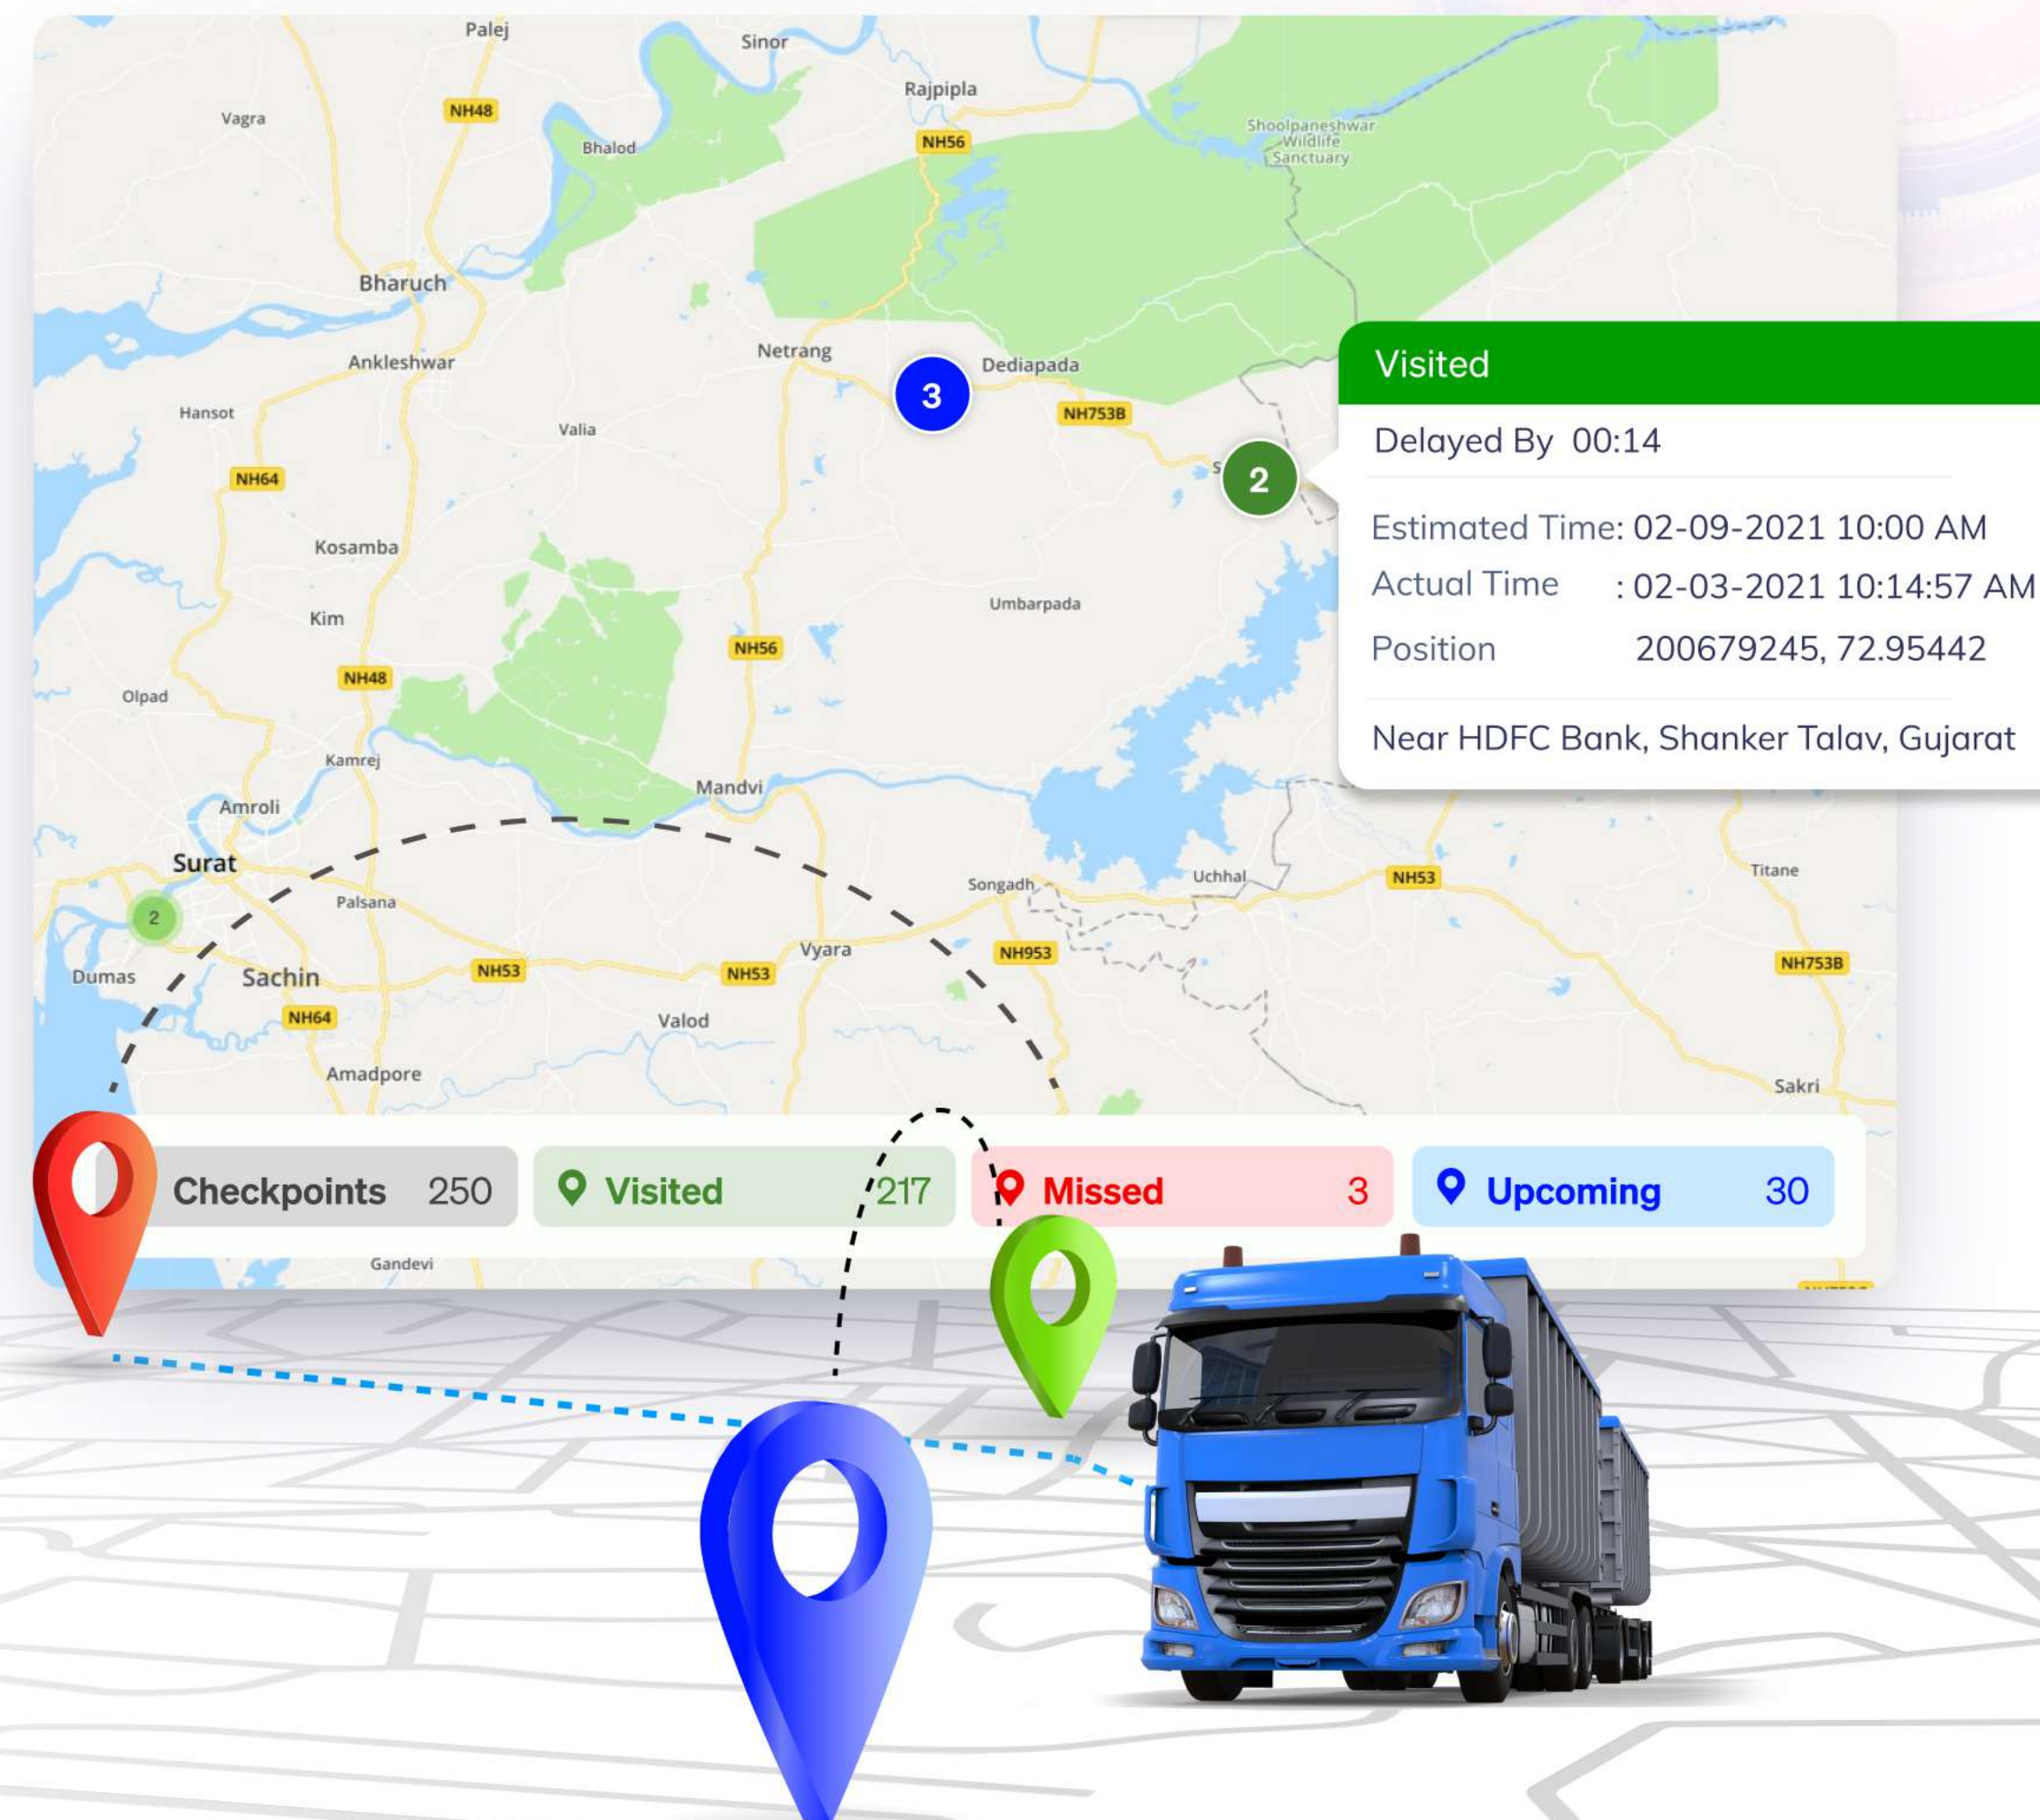 Palej
Sinor
Rajpipla
Vagra
NH48
Bhalod
NH56
Shoolpaneshwar
Wildlife
Sanctuary
Bharuch
Netrang
Ankleshwar
Dediapada
3
Hansot
NH753B
Valia
NH64
2
Visited
Delayed By 00:14
Estimated Time: 02-09-2021 10:00 AM
Actual Time : 02-03-2021 10:14:57 AM
Position 200679245, 72.95442
Near HDFC Bank, Shanker Talav, Gujarat
Kosamba
Umbarpada
Kim
NH56
NH48
Olpad
Kamrej
Mandvi
Amroli
Surat
Songadh
Uchhal
NH53
Titane
Palsana
2
Vyara
NH953
Dumas
Sachin
NH53
NH53
NH753B
NH64
Valod
Amadpore
Sakri
Checkpoints 250
Visited 217
Missed 3
Upcoming 30
Gandevi